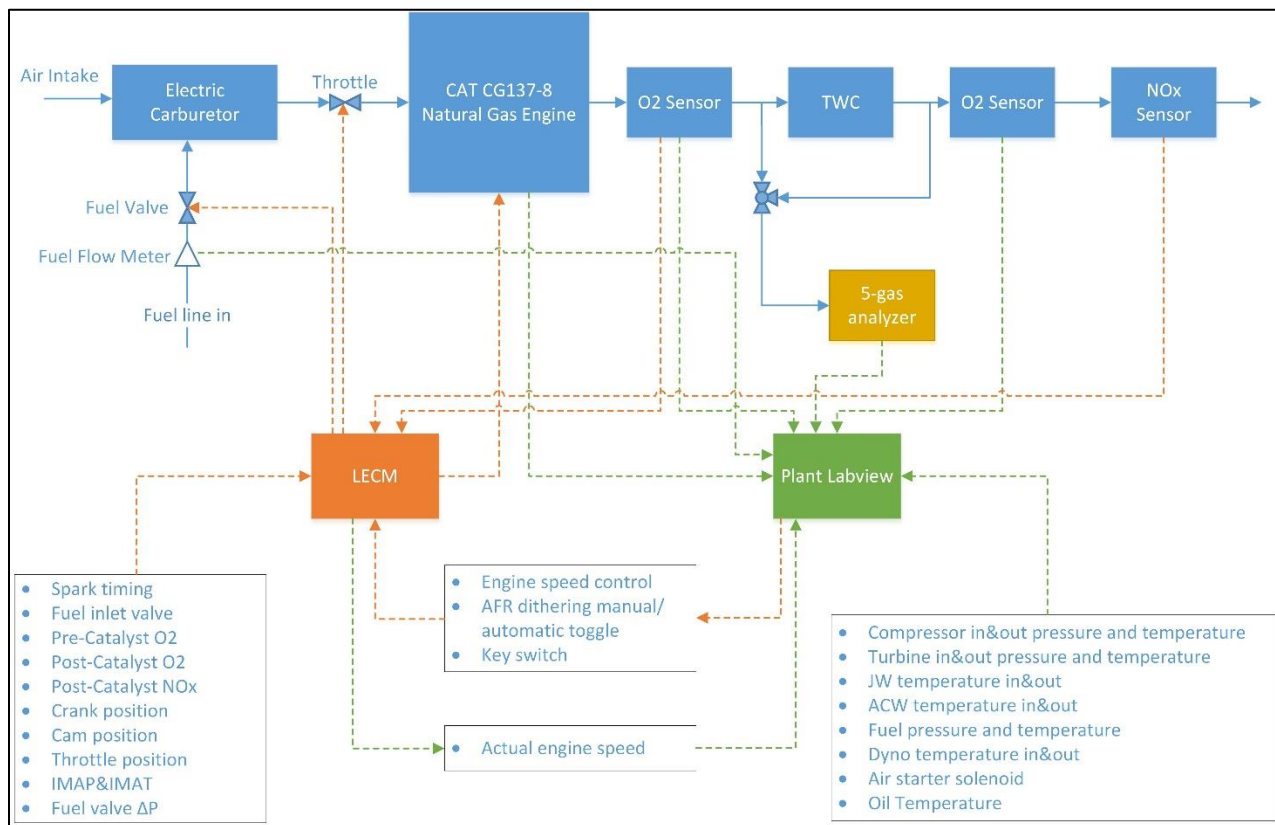 Air Intake
Electric
Carburetor
Throttle
CAT CG137-8
Natural Gas Engine
O2 Sensor
TWC
O2 Sensor
NOx
Sensor
Fuel Valve
Fuel Flow Meter
Fuel line in
5-gas
analyzer
LECM
Plant Labview
• Spark timing
• Fuel inlet valve
• Pre-Catalyst O2
• Post-Catalyst O2
• Post-Catalyst NOx
• Crank position
• Cam position
• Throttle position
• IMAP&IMAT
• Fuel valve ΔP
• Engine speed control
• AFR dithering manual/
automatic toggle
• Key switch
• Actual engine speed
• Compressor in&out pressure and temperature
• Turbine in&out pressure and temperature
• JW temperature in&out
• ACW temperature in&out
• Fuel pressure and temperature
• Dyno temperature in&out
• Air starter solenoid
• Oil Temperature